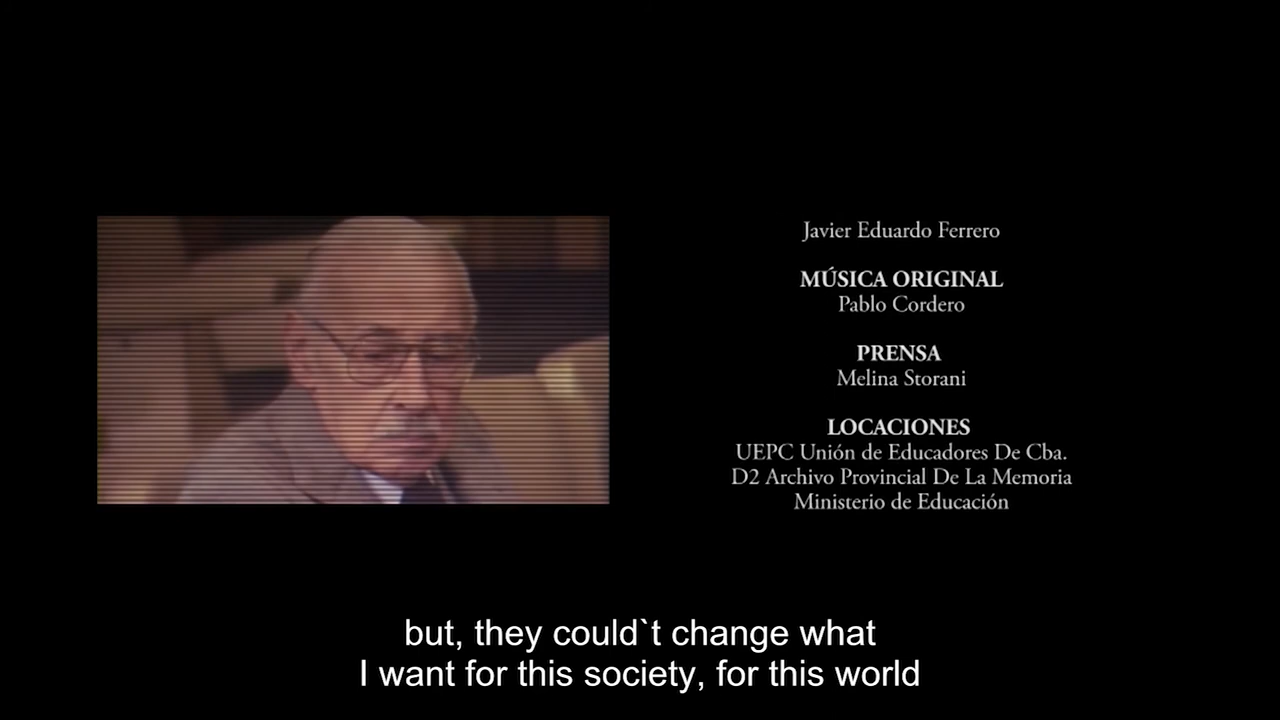 Javier Eduardo Ferrero
MÚSICA ORIGINAL
Pablo Cordero
PRENSA
Melina Storani
LOCACIONES
UEPC Unión de Educadores De Cba.
D2 Archivo Provincial De La Memoria
Ministerio de Educación
but, they could`t change what
I want for this society, for this world